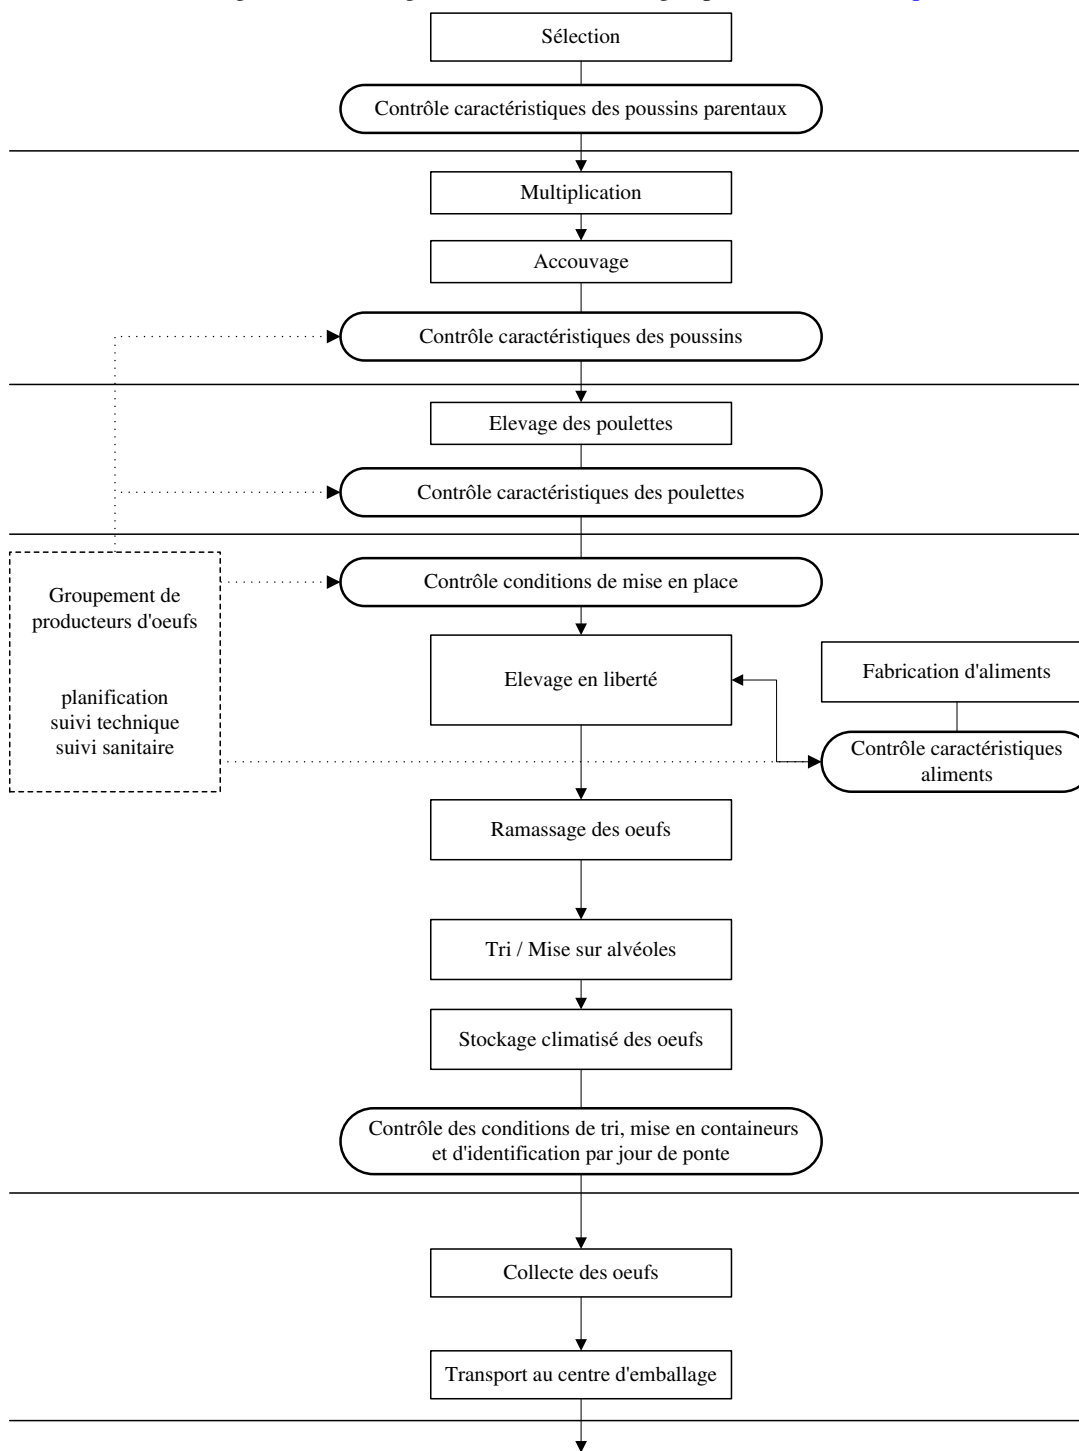 Sélection
Contrôle caractéristiques des poussins parentaux
Multiplication
Accouvage
Contrôle caractéristiques des poussins
Elevage des poulettes
Contrôle caractéristiques des poulettes
Contrôle conditions de mise en place
Groupement de
producteurs d'oeufs
planification
suivi technique
suivi sanitaire
Elevage en liberté
Fabrication d'aliments
Contrôle caractéristiques
aliments
Ramassage des oeufs
Tri / Mise sur alvéoles
Stockage climatisé des oeufs
Contrôle des conditions de tri, mise en containeurs
et d'identification par jour de ponte
Collecte des oeufs
Transport au centre d'emballage